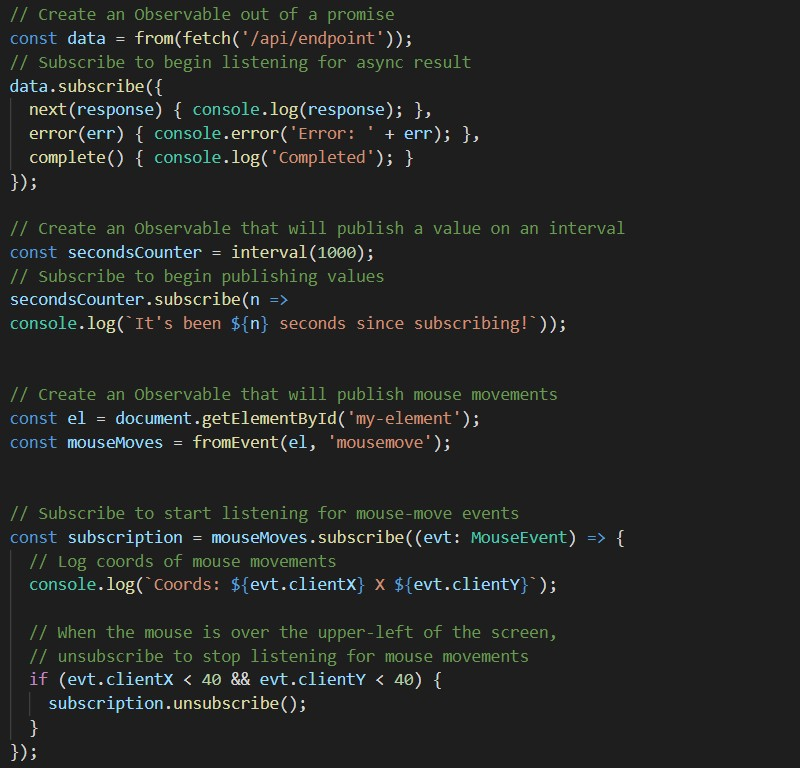 // Create an Observable out of a promise
const data = from(fetch('/api/endpoint'));
// Subscribe to begin listening for async result
data.subscribe({
  next(response) { console.log(response); },
  error(err) { console.error('Error: ' + err); },
  complete() { console.log('Completed'); }
});

// Create an Observable that will publish a value on an interval
const secondsCounter = interval(1000);
// Subscribe to begin publishing values
secondsCounter.subscribe(n =>
console.log(`It's been ${n} seconds since subscribing!`));

// Create an Observable that will publish mouse movements
const el = document.getElementById('my-element');
const mouseMoves = fromEvent(el, 'mousemove');

// Subscribe to start listening for mouse-move events
const subscription = mouseMoves.subscribe((evt: MouseEvent) => {
  // Log coords of mouse movements
  console.log(`Coords: ${evt.clientX} X ${evt.clientY}`);

  // When the mouse is over the upper-left of the screen,
  // unsubscribe to stop listening for mouse movements
  if (evt.clientX < 40 && evt.clientY < 40) {
    subscription.unsubscribe();
  }
});